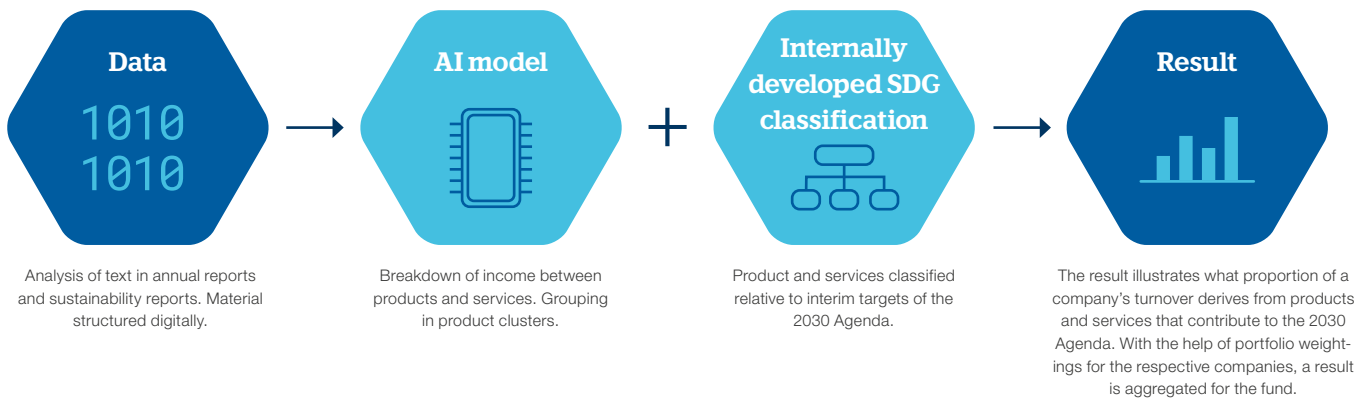 Data
1010
1010
Analysis of text in annual reports
and sustainability reports. Material
structured digitally.
AI model
Breakdown of income between
products and services. Grouping
in product clusters.
+
Internally
developed SDG
classification
Product and services classified
relative to interim targets of the
2030 Agenda.
Result
The result illustrates what proportion of a
company's turnover derives from products
and services that contribute to the 2030
Agenda. With the help of portfolio weight-
ings for the respective companies, a result
is aggregated for the fund.